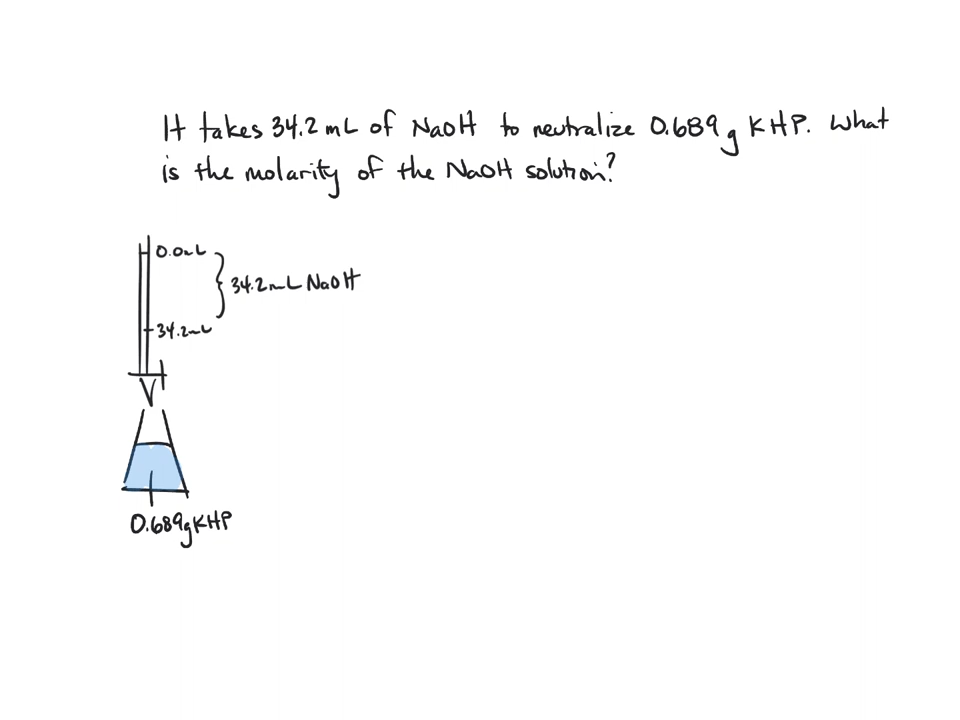 It takes 34.2 mL of NaOH to neutralize 0.689 g KHP. What
is the molarity of the NaOH solution?
0.0mL
34.2mL NaOH
34.2mL
0.689g KHP